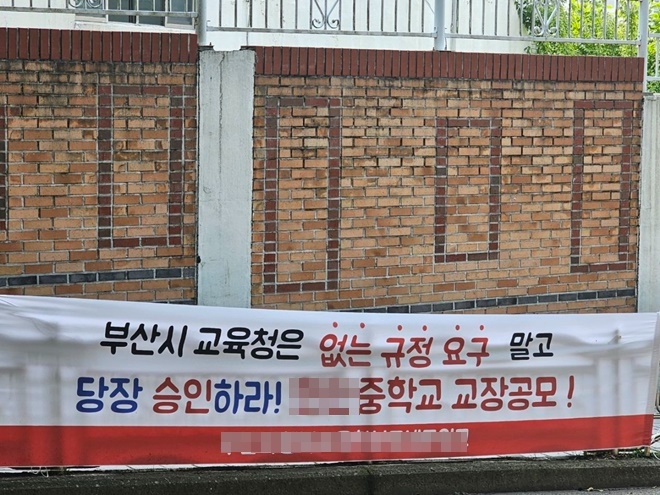 부산시 교육청은 없는 규정 요구 말고
당장 승인하라! 중학교 교장공모!